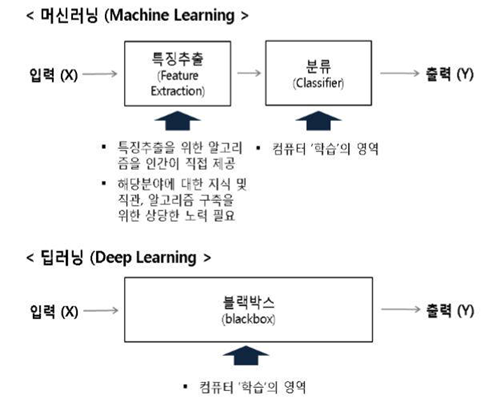 < 머신러닝 (Machine Learning >
입력 (X)
특징추출
(Feature
Extraction)
분류
(Classifier)
출력 (Y)
▪ 특징추출을 위한 알고리
즘을 인간이 직접 제공
▪ 해당분야에 대한 지식 및
직관, 알고리즘 구축을
위한 상당한 노력 필요
▪ 컴퓨터 '학습'의 영역
< 딥러닝 (Deep Learning >
입력 (X)
블랙박스
(blackbox)
출력 (Y)
▪ 컴퓨터 '학습'의 영역